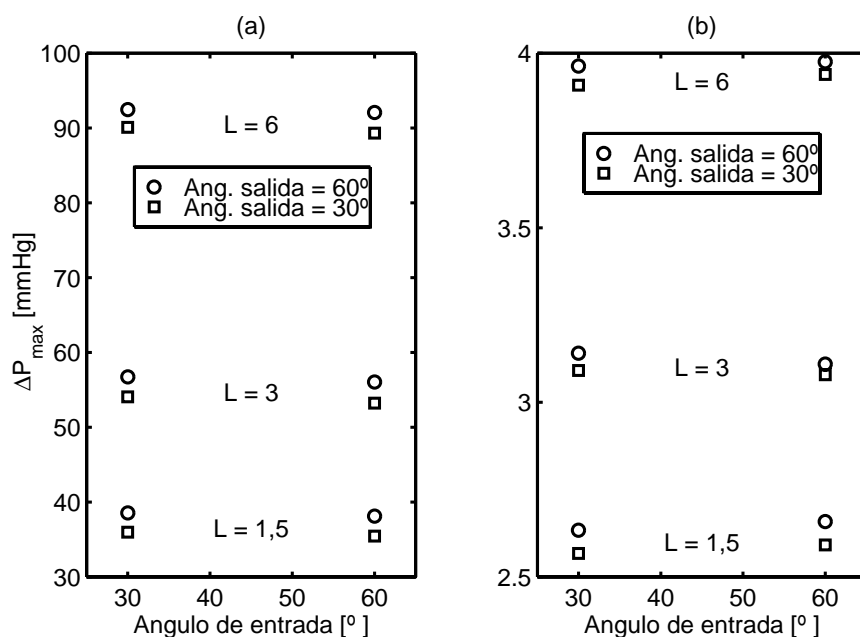 (a)
100
90
80
70
60
50
40
30
ΔPmax [mmHg]
L = 6
Ang. salida = 60º
Ang. salida = 30º
L = 3
L = 1,5
30 40 50 60
Angulo de entrada [º ]
(b)
4
3.5
3
2.5
L = 6
Ang. salida = 60º
Ang. salida = 30º
L = 3
L = 1,5
30 40 50 60
Angulo de entrada [º ]